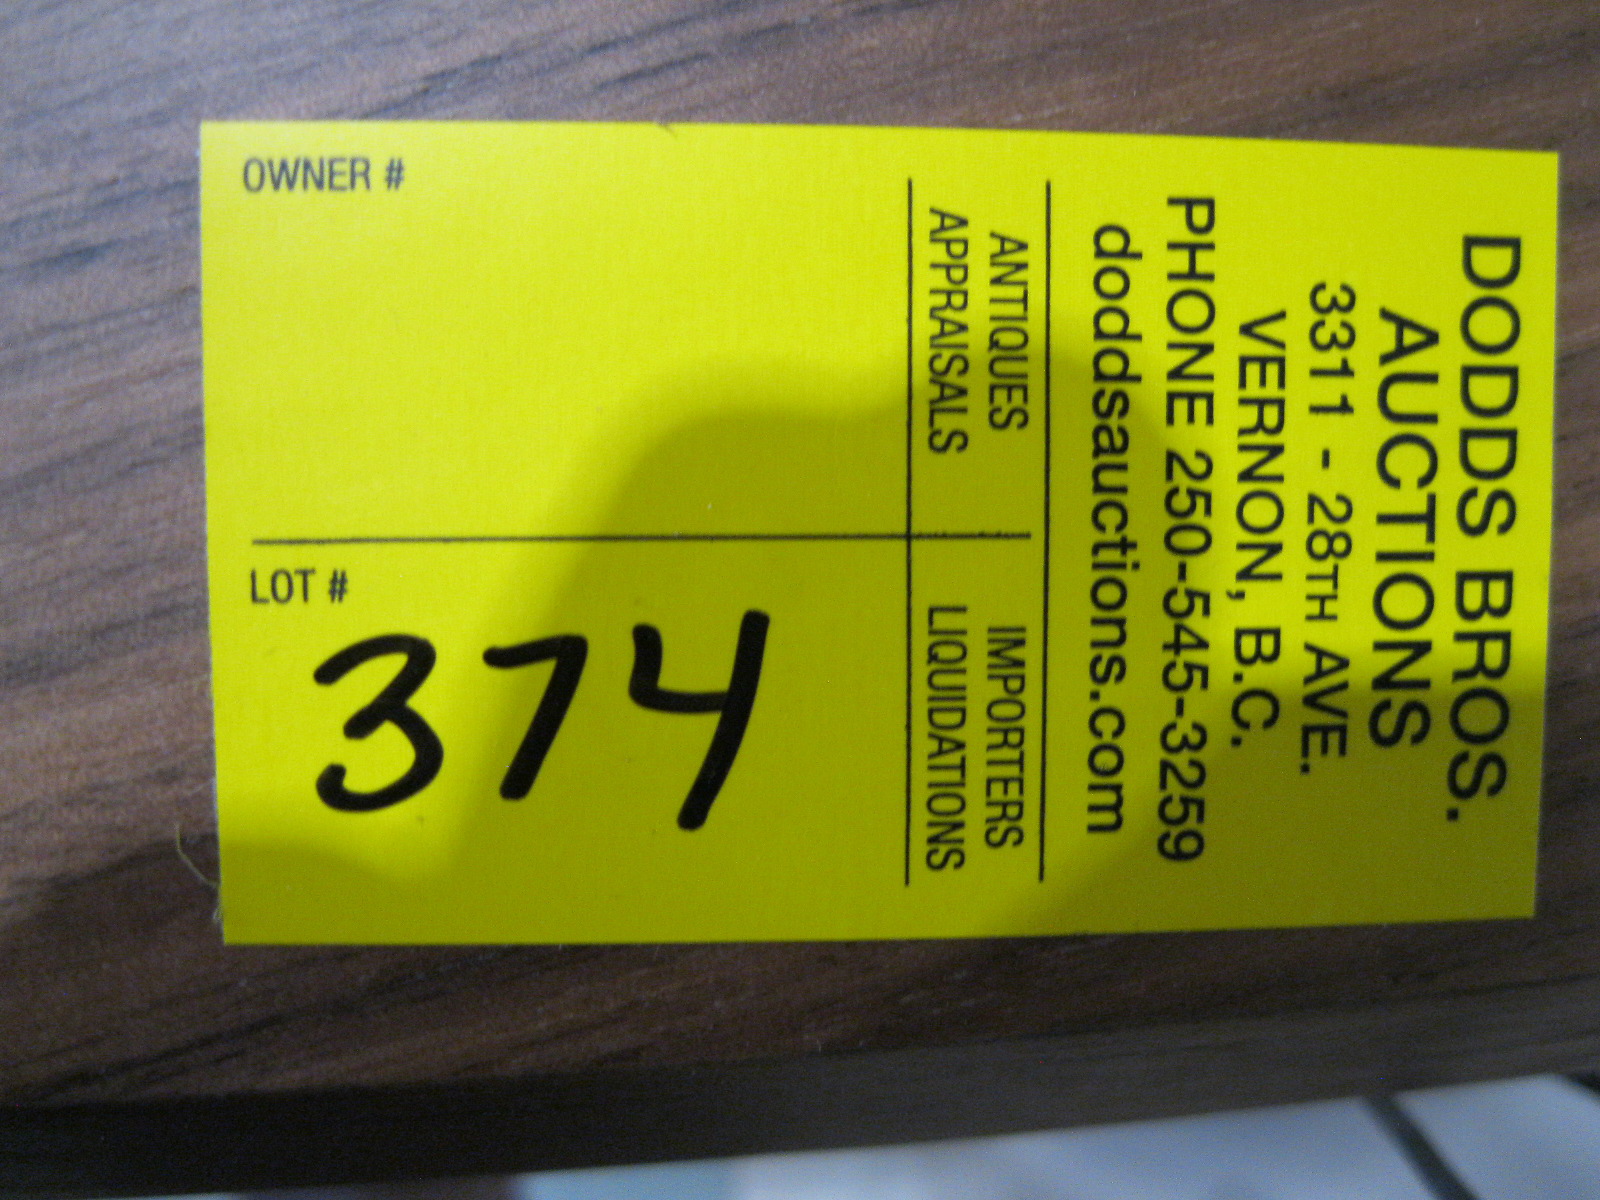 DODDS BROS.
AUCTIONS
3311 - 28TH AVE.
VERNON, B.C.
PHONE 250-545-3259
doddsauctions.com
ANTIQUES IMPORTERS
APPRAISALS LIQUIDATIONS
OWNER #
LOT #
374